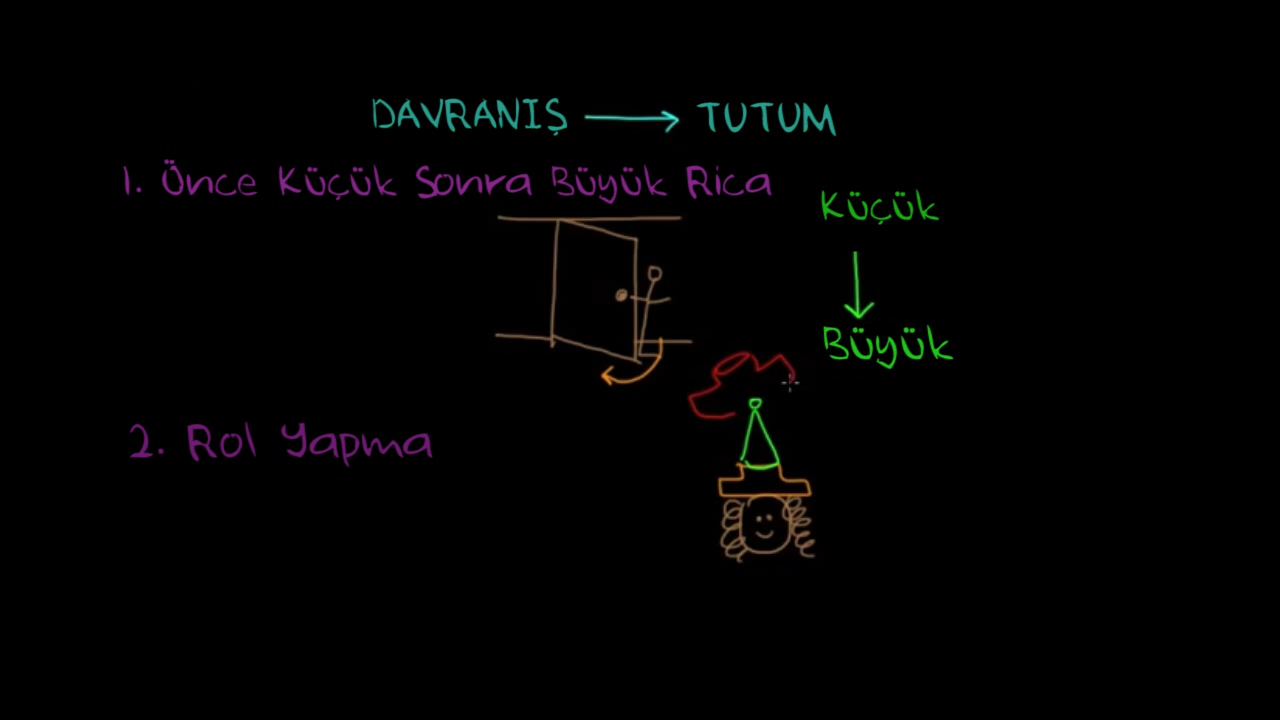 DAVRANIŞ → TUTUM
1. Önce Küçük Sonra Büyük Rica
Küçük
Büyük
2. Rol Yapma